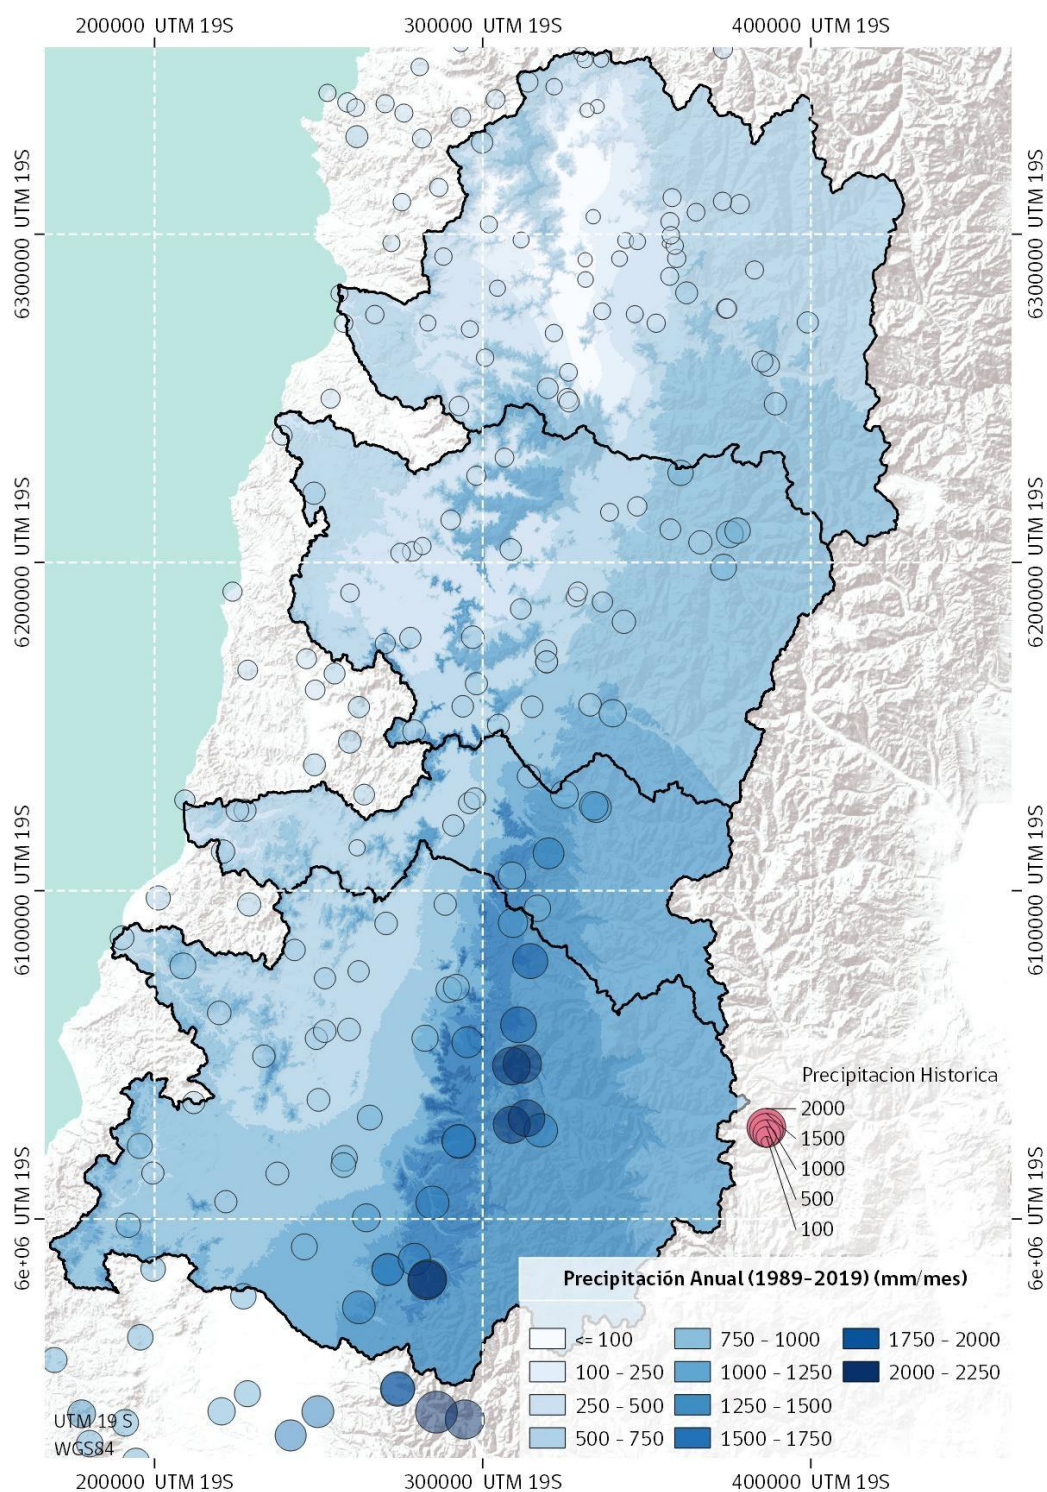 200000 UTM 19S
300000 UTM 19S
400000 UTM 19S
6300000 UTM 19S
6300000 UTM 19S
6200000 UTM 19S
6200000 UTM 19S
6100000 UTM 19S
6100000 UTM 19S
Precipitacion Historica
2000
1500
1000
500
100
6e+06 UTM 19S
6e+06 UTM 19S
Precipitación Anual (1989-2019) (mm/mes)
<= 100
750 - 1000
1750 - 2000
100 - 250
1000 - 1250
2000 - 2250
250 - 500
1250 - 1500
500 - 750
1500 - 1750
UTM 19 S
WGS84
200000 UTM 19S
300000 UTM 19S
400000 UTM 19S